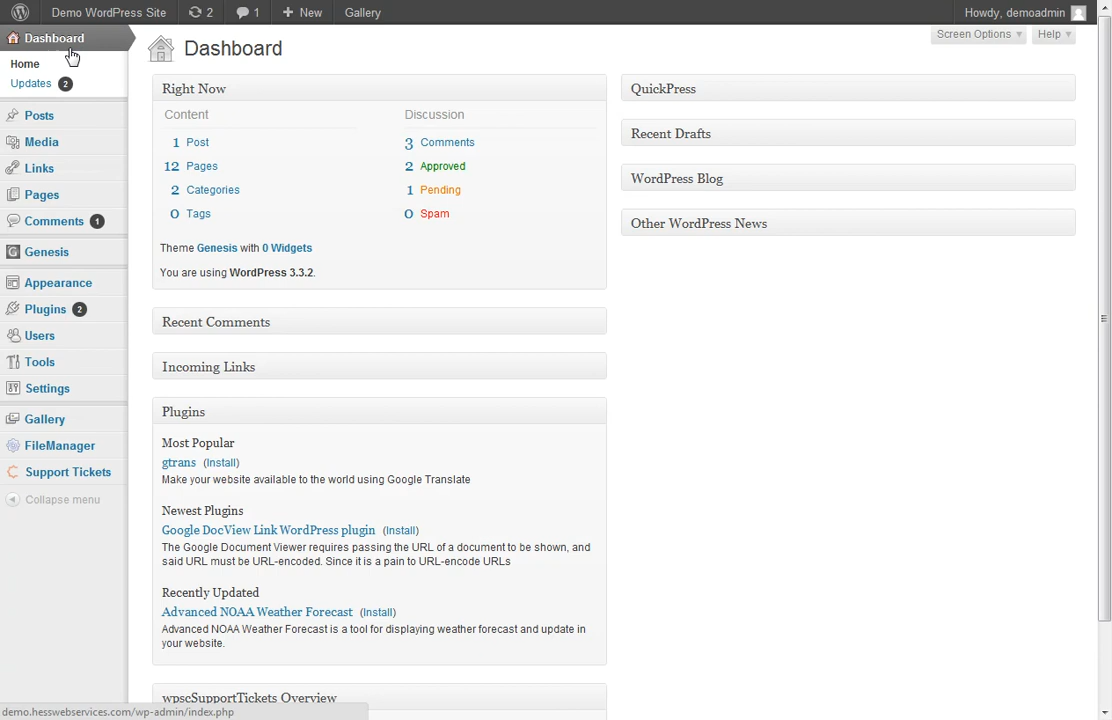 Demo WordPress Site 2 1 New Gallery Howdy, demoadmin
Dashboard
Home
Updates 2
Posts
Media
Links
Pages
Comments 1
Genesis
Appearance
Plugins 2
Users
Tools
Settings
Gallery
FileManager
Support Tickets
Collapse menu
Screen Options Help
Dashboard
Right Now
Content Discussion
1 Post 3 Comments
12 Pages 2 Approved
2 Categories 1 Pending
0 Tags 0 Spam
Theme Genesis with 0 Widgets
You are using WordPress 3.3.2.
Recent Comments
Incoming Links
Plugins
Most Popular
gtrans (Install)
Make your website available to the world using Google Translate
Newest Plugins
Google DocView Link WordPress plugin (Install)
The Google Document Viewer requires passing the URL of a document to be shown, and
said URL must be URL-encoded. Since it is a pain to URL-encode URLs
Recently Updated
Advanced NOAA Weather Forecast (Install)
Advanced NOAA Weather Forecast is a tool for displaying weather forecast and update in
your website.
wpscSupportTickets Overview
QuickPress
Recent Drafts
WordPress Blog
Other WordPress News
demo.hesswebservices.com/wp-admin/index.php